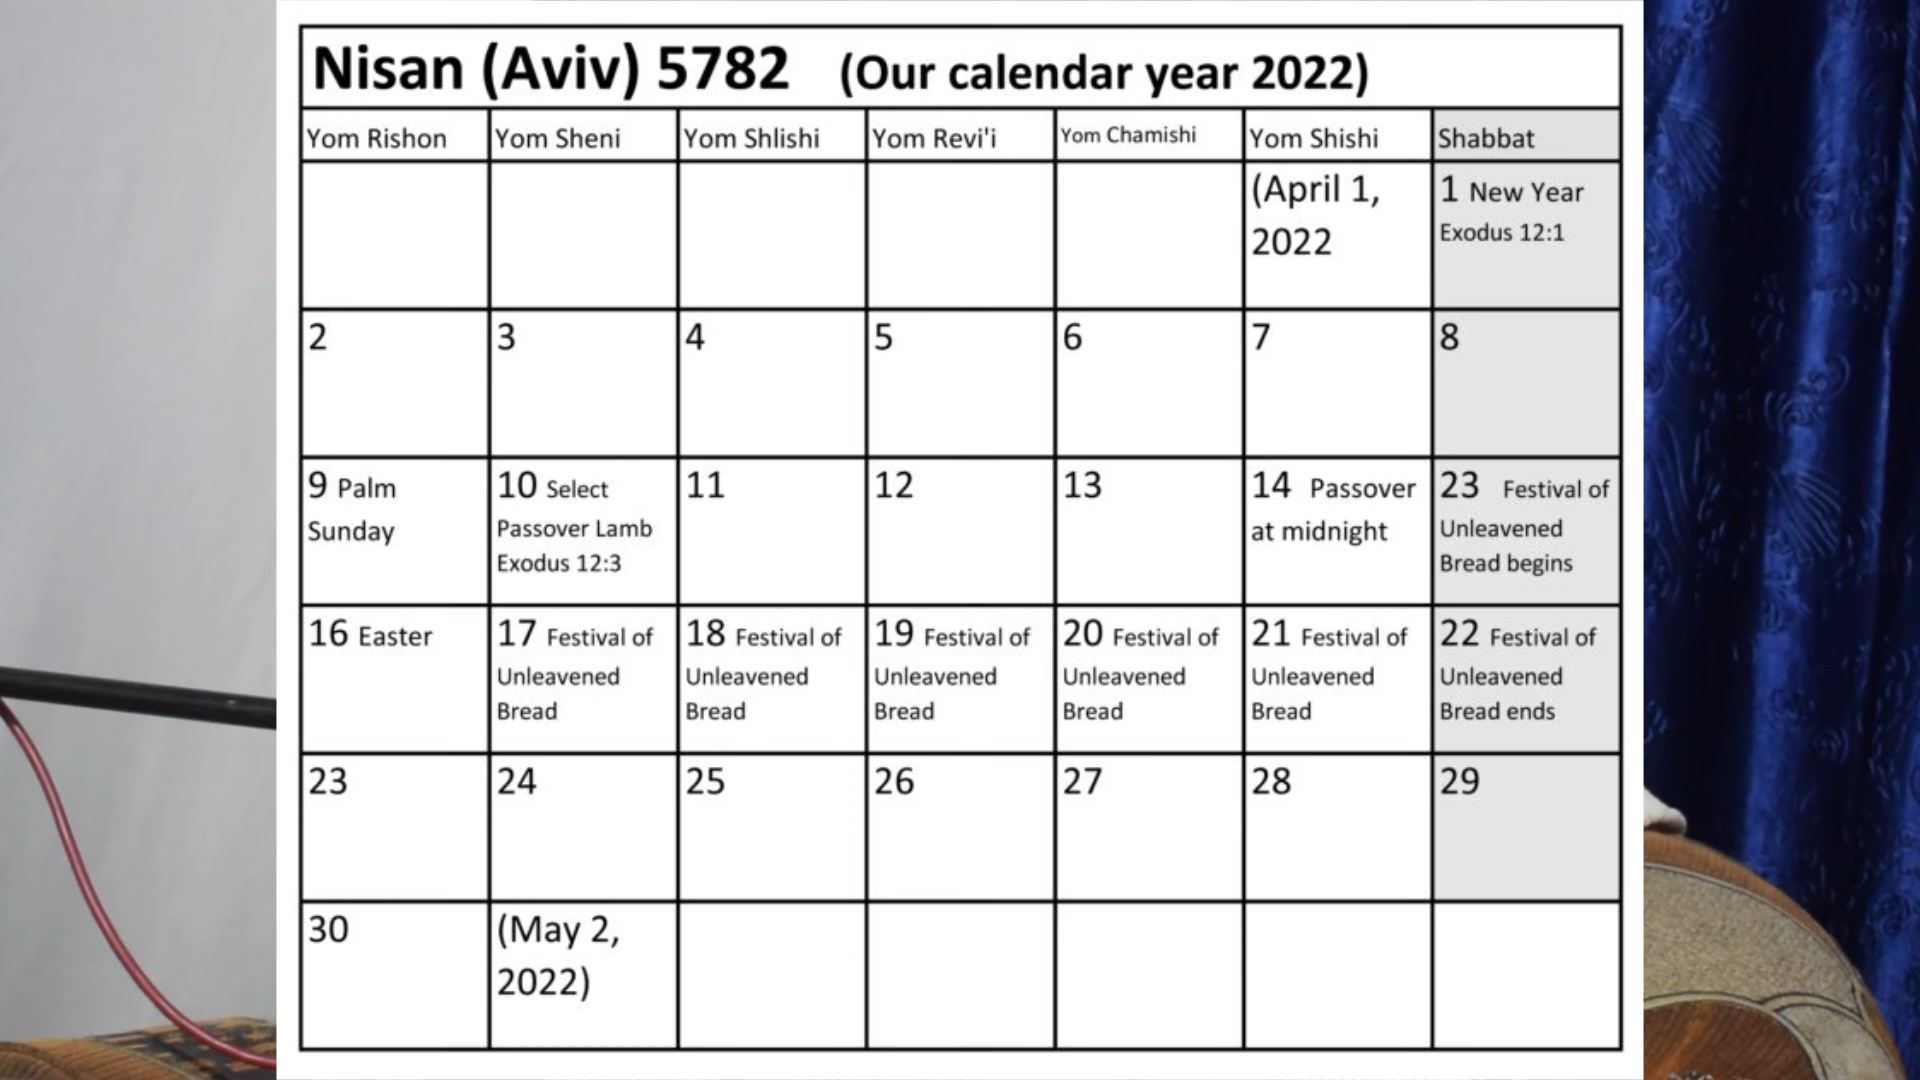 Nisan (Aviv) 5782 (Our calendar year 2022)
Yom Rishon Yom Sheni Yom Shlishi Yom Revi'i Yom Chamishi Yom Shishi Shabbat
(April 1,
2022
1 New Year
Exodus 12:1
2 3 4 5 6 7 8
9 Palm
Sunday
10 Select
Passover Lamb
Exodus 12:3
11
12
13
14 Passover
at midnight
23 Festival of
Unleavened
Bread begins
16 Easter
17 Festival of
Unleavened
Bread
18 Festival of
Unleavened
Bread
19 Festival of
Unleavened
Bread
20 Festival of
Unleavened
Bread
21 Festival of
Unleavened
Bread
22 Festival of
Unleavened
Bread ends
23 24 25 26 27 28 29
30
(May 2,
2022)